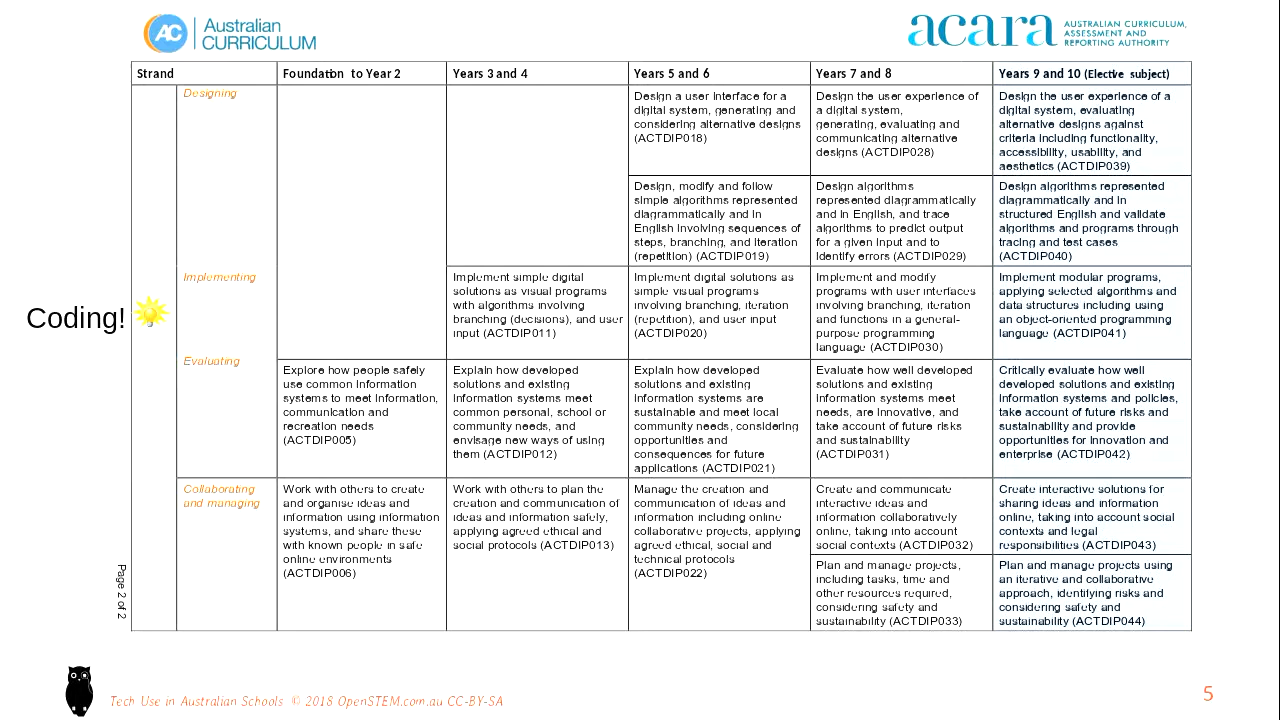 Australian
CURRICULUM
AC
acara
AUSTRALIAN CURRICULUM,
ASSESSMENT AND
REPORTING AUTHORITY
Strand
Foundation to Year 2
Years 3 and 4
Years 5 and 6
Years 7 and 8
Years 9 and 10 (Elective subject)
Designing
Design a user interface for a
digital system, generating and
considering alternative designs
(ACTDIP018)
Design the user experience of
a digital system,
generating, evaluating and
communicating alternative
designs (ACTDIP028)
Design the user experience of a
digital system, evaluating
alternative designs against
criteria including functionality,
accessibility, usability, and
aesthetics (ACTDIP039)
Design, modify and follow
simple algorithms represented
diagrammatically and in
English involving sequences of
steps, branching, and iteration
(repetition) (ACTDIP019)
Design algorithms
represented diagrammatically
and in English, and trace
algorithms to predict output
for a given input and to
identify errors (ACTDIP029)
Design algorithms represented
diagrammatically and in
structured English and validate
algorithms and programs through
tracing and test cases
(ACTDIP040)
Coding!
Implementing
Implement simple digital
solutions as visual programs
with algorithms involving
branching (decisions), and user
input (ACTDIP011)
Implement digital solutions as
simple visual programs
involving branching, iteration
(repetition), and user input
(ACTDIP020)
Implement and modify
programs with user interfaces
involving branching, iteration
and functions in a general-
purpose programming
language (ACTDIP030)
Implement modular programs,
applying selected algorithms and
data structures including using
an object-oriented programming
language (ACTDIP041)
Evaluating
Explore how people safely
use common information
systems to meet information,
communication and
recreation needs
(ACTDIP005)
Explain how developed
solutions and existing
information systems meet
common personal, school or
community needs, and
envisage new ways of using
them (ACTDIP012)
Explain how developed
solutions and existing
information systems are
sustainable and meet local
community needs, considering
opportunities and
consequences for future
applications (ACTDIP021)
Evaluate how well developed
solutions and existing
information systems meet
needs, are innovative, and
take account of future risks
and sustainability
(ACTDIP031)
Critically evaluate how well
developed solutions and existing
information systems and policies,
take account of future risks and
sustainability and provide
opportunities for innovation and
enterprise (ACTDIP042)
Collaborating
and managing
Work with others to create
and organise ideas and
information using information
systems, and share these
with known people in safe
online environments
(ACTDIP006)
Work with others to plan the
creation and communication of
ideas and information safely,
applying agreed ethical and
social protocols (ACTDIP013)
Manage the creation and
communication of ideas and
information including online
collaborative projects, applying
agreed ethical, social and
technical protocols
(ACTDIP022)
Create and communicate
interactive ideas and
information collaboratively
online, taking into account
social contexts (ACTDIP032)
Create interactive solutions for
sharing ideas and information
online, taking into account social
contexts and legal
responsibilities (ACTDIP043)
Plan and manage projects,
including tasks, time and
other resources required,
considering safety and
sustainability (ACTDIP033)
Plan and manage projects using
an iterative and collaborative
approach, identifying risks and
considering safety and
sustainability (ACTDIP044)
Page 2 of 2
Tech Use in Australian Schools © 2018 OpenSTEM.com.au CC-BY-SA
5